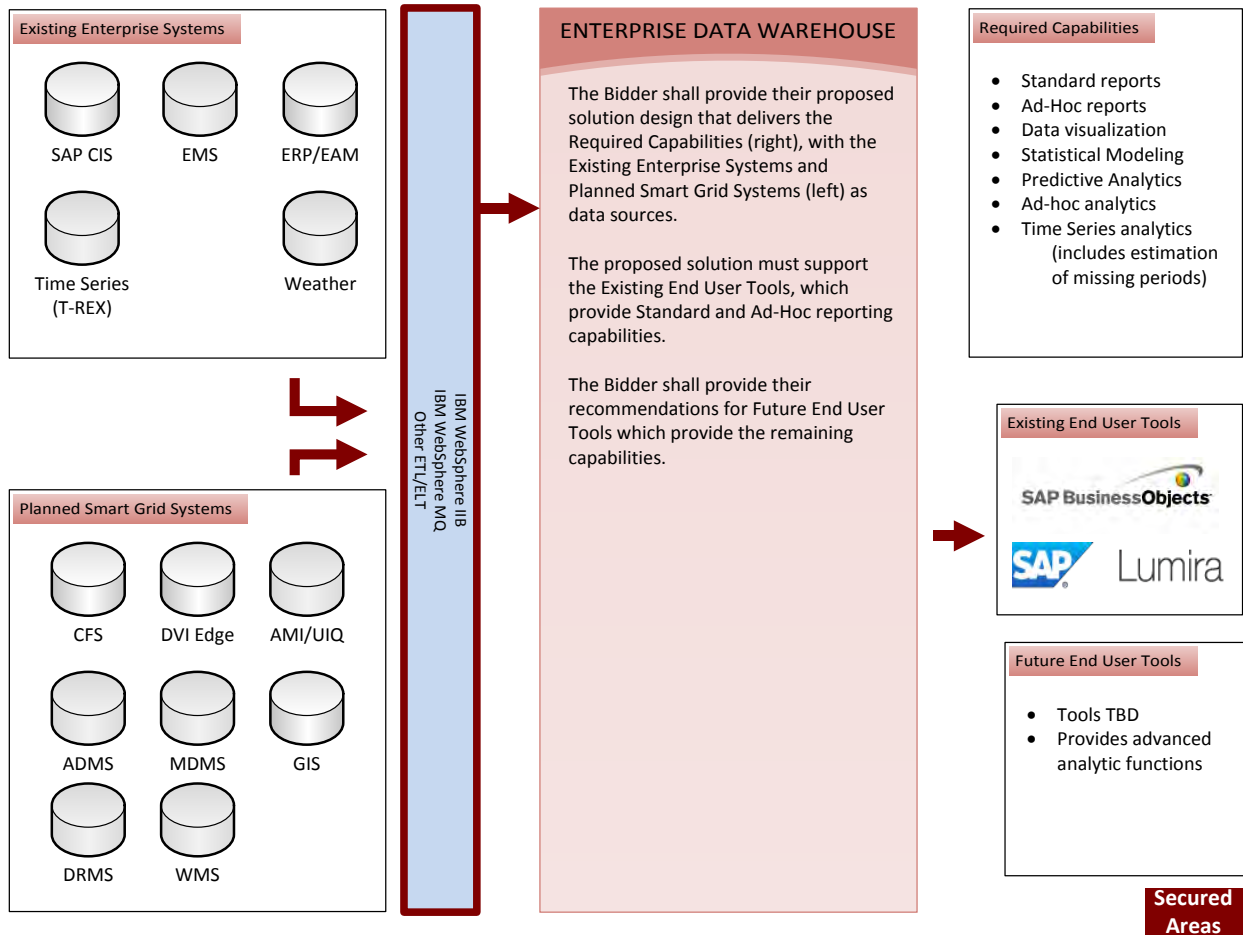 Existing Enterprise Systems
SAP CIS
EMS
ERP/EAM
Time Series
(T-REX)
Weather
Planned Smart Grid Systems
CFS
DVI Edge
AMI/UIQ
ADMS
MDMS
GIS
DRMS
WMS
IBM WebSphere IIB
IBM WebSphere MQ
Other ETL/ELT
ENTERPRISE DATA WAREHOUSE
The Bidder shall provide their proposed
solution design that delivers the
Required Capabilities (right), with the
Existing Enterprise Systems and
Planned Smart Grid Systems (left) as
data sources.
The proposed solution must support
the Existing End User Tools, which
provide Standard and Ad-Hoc reporting
capabilities.
The Bidder shall provide their
recommendations for Future End User
Tools which provide the remaining
capabilities.
Required Capabilities
• Standard reports
• Ad-Hoc reports
• Data visualization
• Statistical Modeling
• Predictive Analytics
• Ad-hoc analytics
• Time Series analytics
(includes estimation
of missing periods)
Existing End User Tools
SAP BusinessObjects
SAP Lumira
Future End User Tools
• Tools TBD
• Provides advanced
analytic functions
Secured
Areas